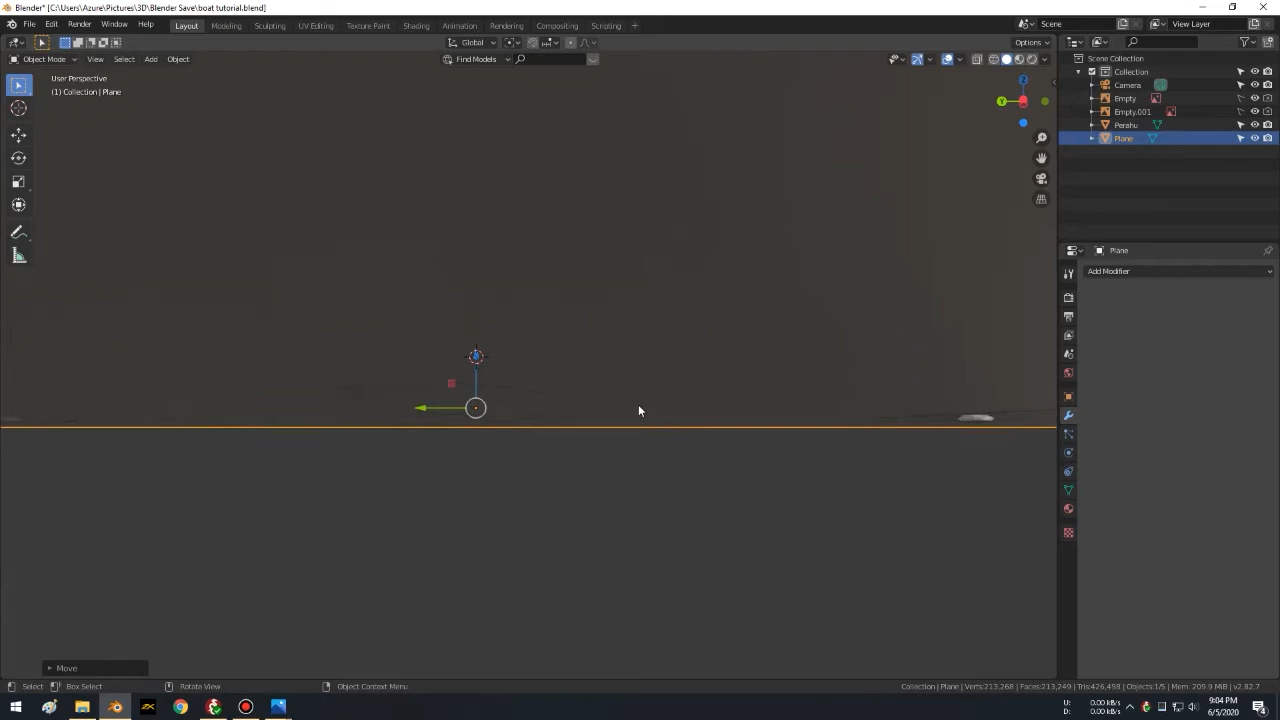 Blender* [C:\Users\Azure\Pictures\3D\Blender Save\boat tutorial.blend]
File Edit Render Window Help Layout Modeling Sculpting UV Editing Texture Paint Shading Animation Rendering Compositing Scripting + Scene View Layer
Global Options
Object Mode View Select Add Object Find Models
User Perspective
(1) Collection | Plane
Z
Y
Scene Collection
Collection
Camera
Empty
Empty.001
Perahu
Plane
Plane
Add Modifier
Move
Select Box Select Rotate View Object Context Menu Collection | Plane | Verts:213,268 | Faces:213,249 | Tris:426,498 | Objects:1/5 | Mem: 209.9 MiB | v2.82.7
U: 0.00 kB/s
D: 0.00 kB/s
9:04 PM
6/5/2020
4